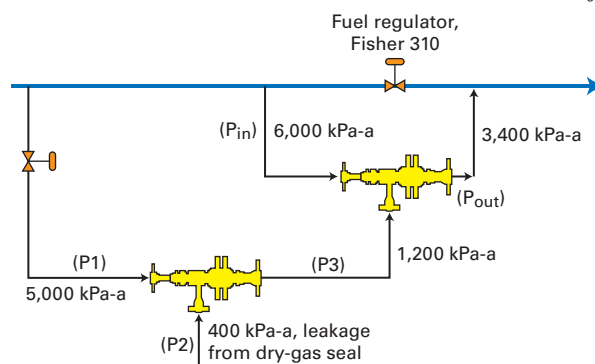 Fuel regulator,
Fisher 310
(Pin)
6,000 kPa-a
3,400 kPa-a
(Pout)
(P1)
5,000 kPa-a
(P3)
1,200 kPa-a
(P2)
400 kPa-a, leakage
from dry-gas seal